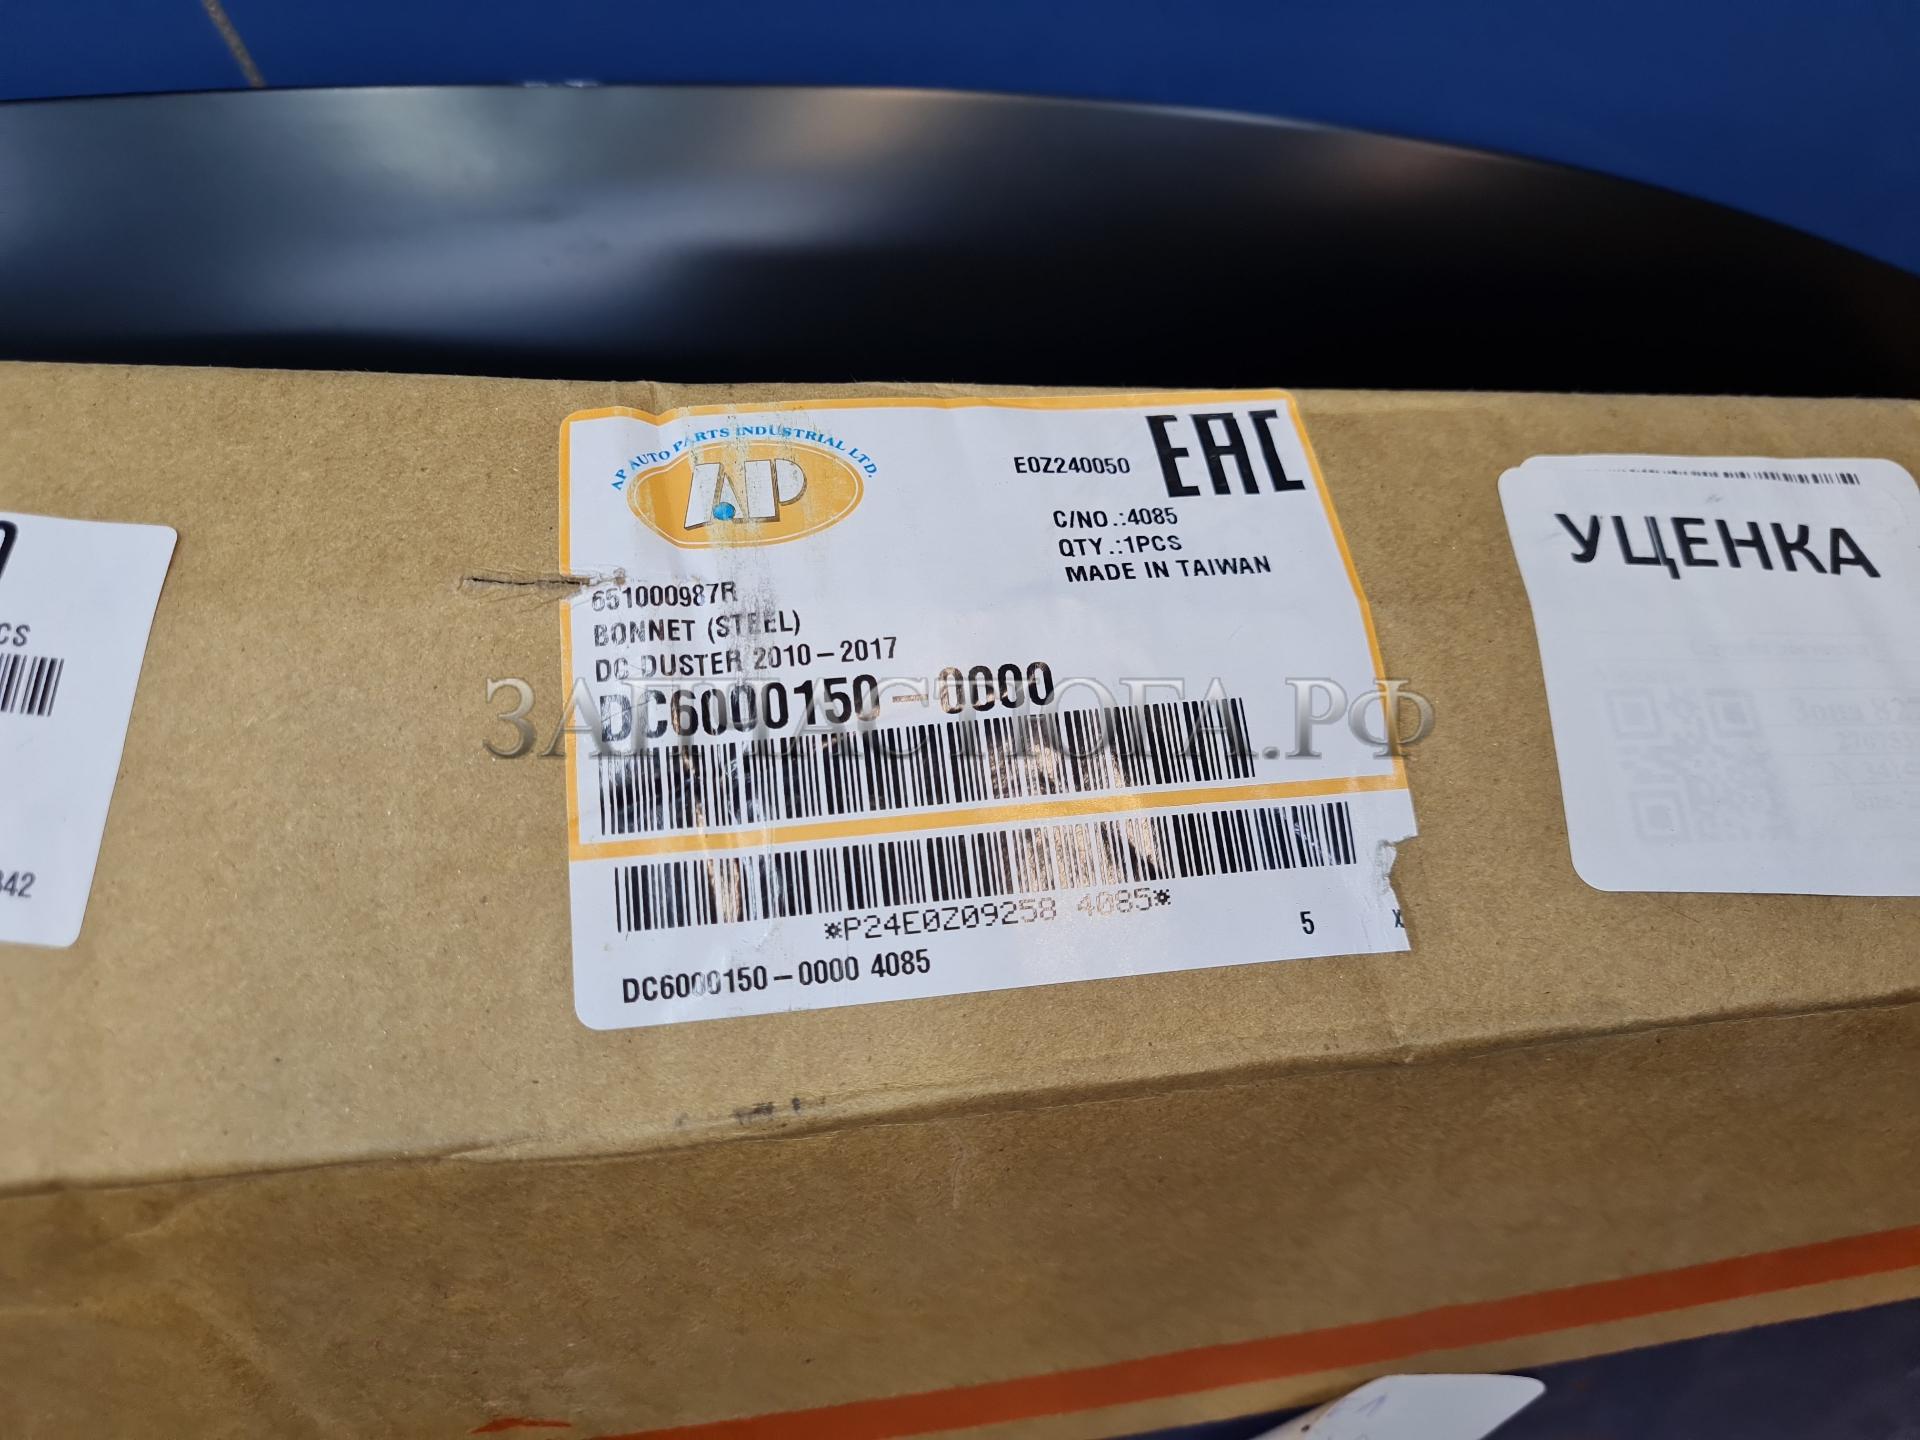 AP AUTO PARTS INDUSTRIAL LTD.
AP
E0Z240050
EAC
C/NO.:4085
QTY.:1PCS
MADE IN TAIWAN
651000987R
BONNET (STEEL)
DC DUSTER 2010-2017
DC6000150-0000
*P24E0Z09258 4085*
5
X
DC6000150-0000 4085
УЦЕНКА
ЗАПЧАСТЮГА.РФ
CS
342